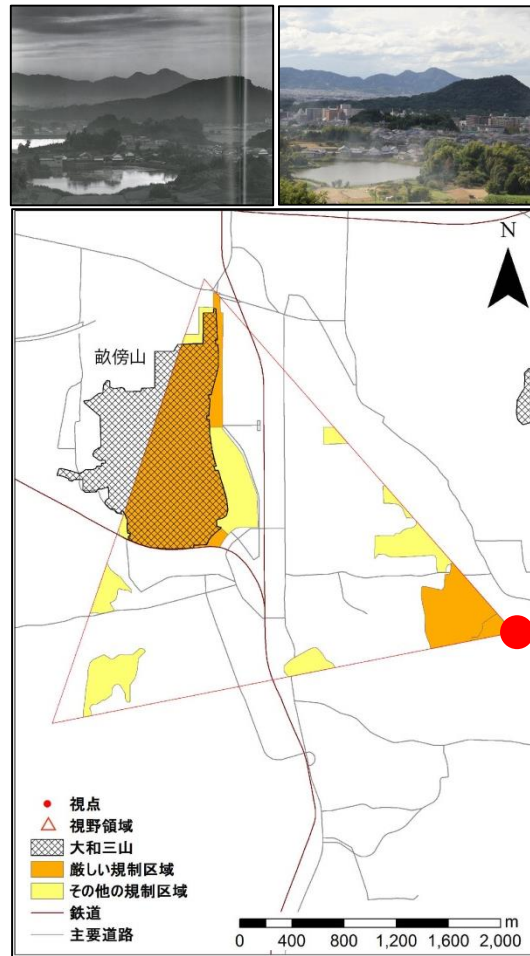 N
畝傍山
視点
視野領域
大和三山
厳しい規制区域
その他の規制区域
鉄道
主要道路
m
0 400 800 1,200 1,600 2,000